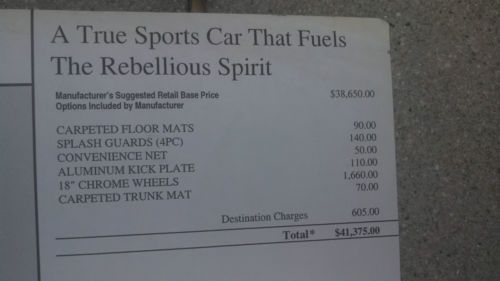 A True Sports Car That Fuels
The Rebellious Spirit
Manufacturer's Suggested Retail Base Price $38,650.00
Options Included by Manufacturer
CARPETED FLOOR MATS 90.00
SPLASH GUARDS (4PC) 140.00
CONVENIENCE NET 50.00
ALUMINUM KICK PLATE 110.00
18" CHROME WHEELS 1,660.00
CARPETED TRUNK MAT 70.00
Destination Charges 605.00
Total* $41,375.00